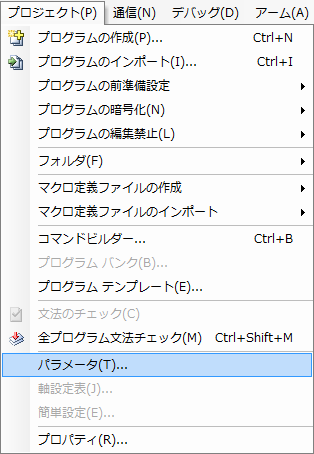 プロジェクト(P) 通信(N) デバッグ(D) アーム(A)
プログラムの作成(P)... Ctrl+N
プログラムのインポート(I)... Ctrl+I
プログラムの前準備設定
プログラムの暗号化(N)
プログラムの編集禁止(L)
フォルダ(F)
マクロ定義ファイルの作成
マクロ定義ファイルのインポート
コマンドビルダー... Ctrl+B
プログラム バンク(B)...
プログラム テンプレート(E)...
文法のチェック(C)
全プログラム文法チェック(M) Ctrl+Shift+M
パラメータ(T)...
軸設定表(J)...
簡単設定(E)...
プロパティ(R)...